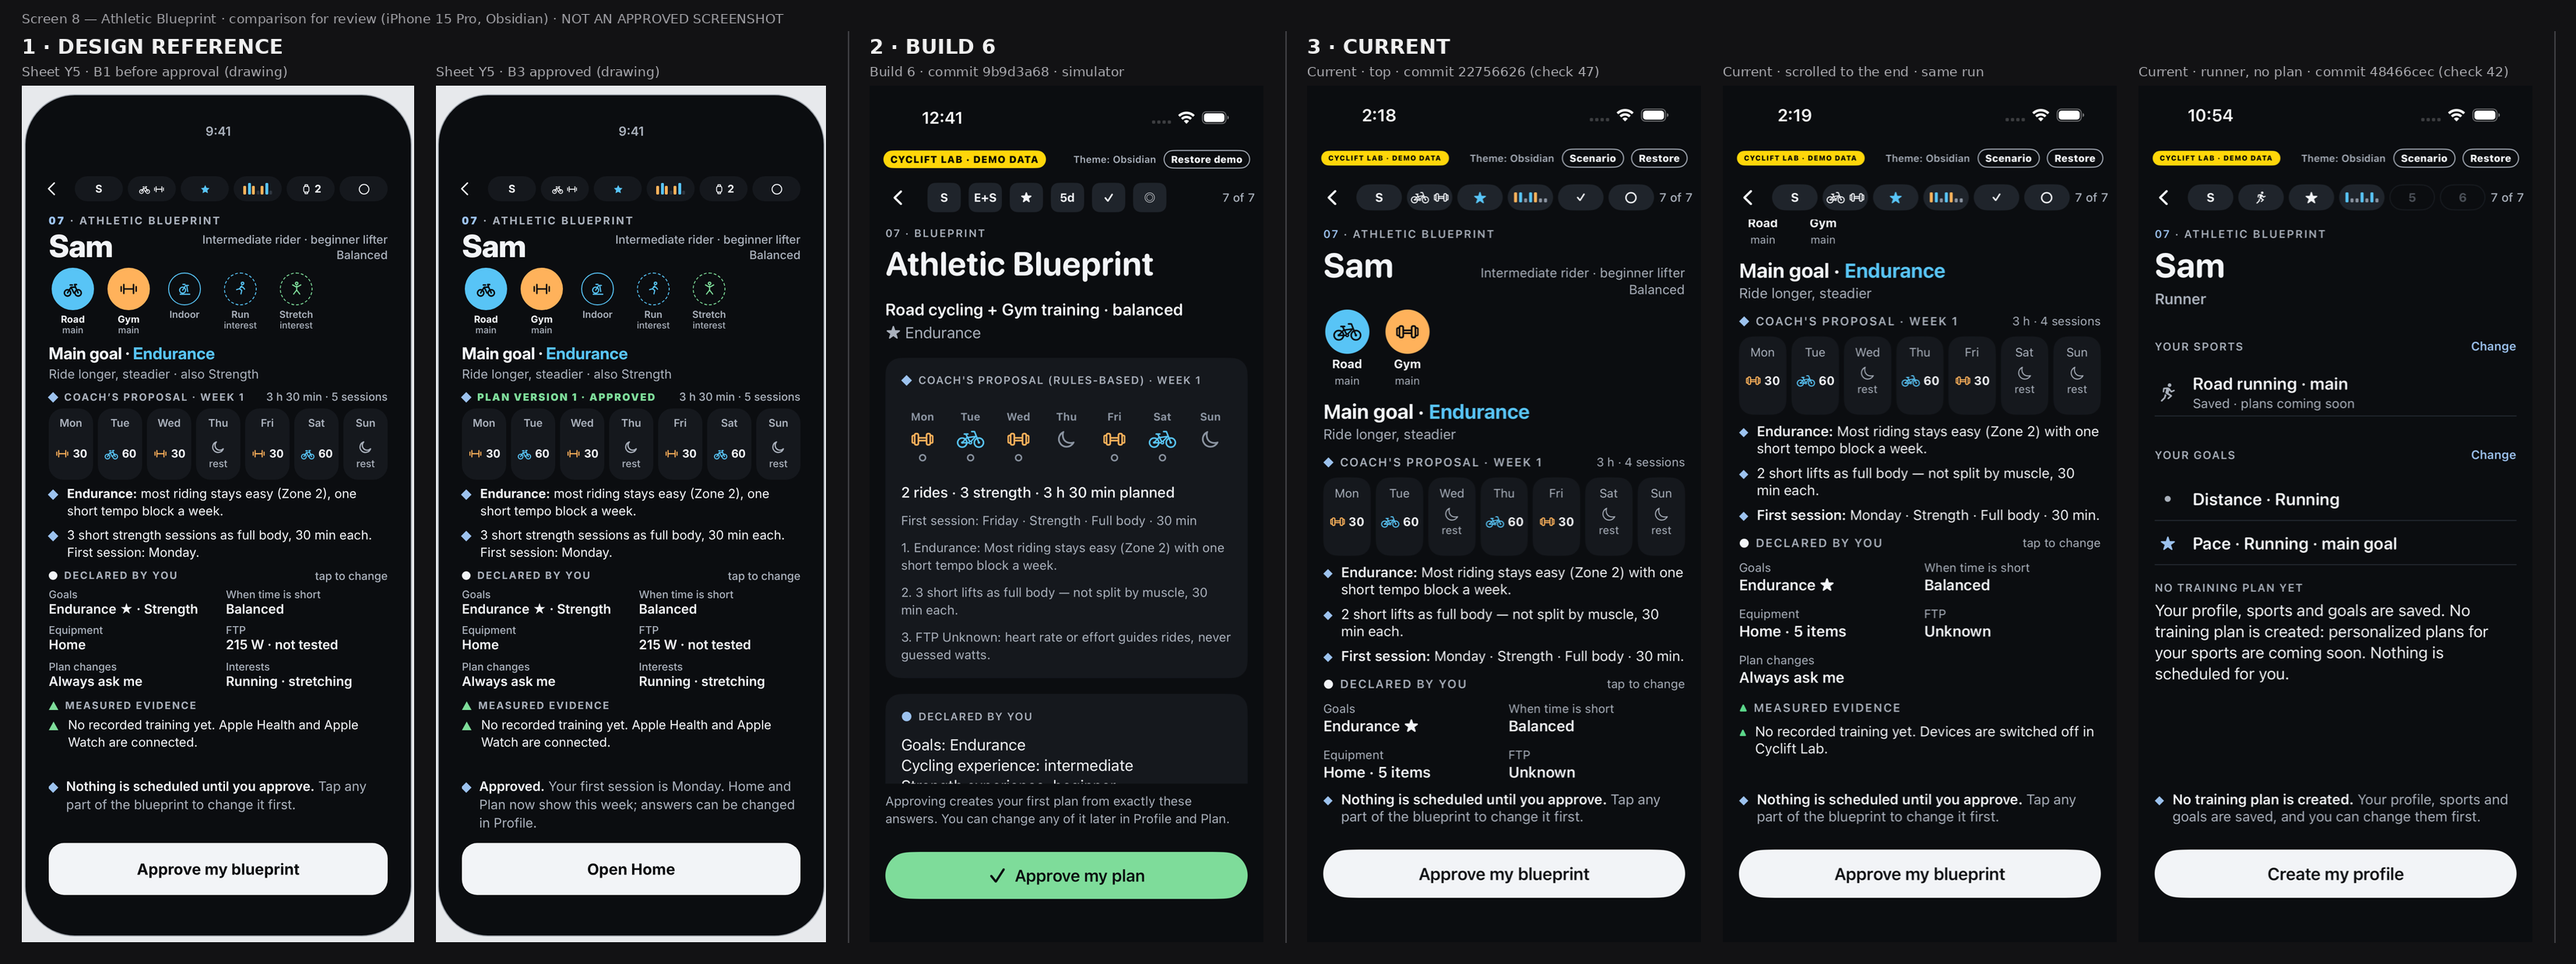 Screen 8 — Athletic Blueprint · comparison for review (iPhone 15 Pro, Obsidian) · NOT AN APPROVED SCREENSHOT
1 · DESIGN REFERENCE
Sheet Y5 · B1 before approval (drawing)
9:41
S
2
07 · ATHLETIC BLUEPRINT
Sam
Intermediate rider · beginner lifter
Balanced
Road
main
Gym
main
Indoor
Run
interest
Stretch
interest
Main goal · Endurance
Ride longer, steadier · also Strength
COACH'S PROPOSAL · WEEK 1 3 h 30 min · 5 sessions
Mon Tue Wed Thu Fri Sat Sun
30 60 30 rest 30 60 rest
Endurance: most riding stays easy (Zone 2), one
short tempo block a week.
3 short strength sessions as full body, 30 min each.
First session: Monday.
DECLARED BY YOU tap to change
Goals When time is short
Endurance ★ · Strength Balanced
Equipment FTP
Home 215 W · not tested
Plan changes Interests
Always ask me Running · stretching
MEASURED EVIDENCE
No recorded training yet. Apple Health and Apple
Watch are connected.
Nothing is scheduled until you approve. Tap any
part of the blueprint to change it first.
Approve my blueprint
Sheet Y5 · B3 approved (drawing)
9:41
S
2
07 · ATHLETIC BLUEPRINT
Sam
Intermediate rider · beginner lifter
Balanced
Road
main
Gym
main
Indoor
Run
interest
Stretch
interest
Main goal · Endurance
Ride longer, steadier · also Strength
PLAN VERSION 1 · APPROVED 3 h 30 min · 5 sessions
Mon Tue Wed Thu Fri Sat Sun
30 60 30 rest 30 60 rest
Endurance: most riding stays easy (Zone 2), one
short tempo block a week.
3 short strength sessions as full body, 30 min each.
First session: Monday.
DECLARED BY YOU tap to change
Goals When time is short
Endurance ★ · Strength Balanced
Equipment FTP
Home 215 W · not tested
Plan changes Interests
Always ask me Running · stretching
MEASURED EVIDENCE
No recorded training yet. Apple Health and Apple
Watch are connected.
Approved. Your first session is Monday. Home and
Plan now show this week; answers can be changed
in Profile.
Open Home
2 · BUILD 6
Build 6 · commit 9b9d3a68 · simulator
12:41
CYCLIFT LAB · DEMO DATA Theme: Obsidian Restore demo
S E+S ★ 5d 7 of 7
07 · BLUEPRINT
Athletic Blueprint
Road cycling + Gym training · balanced
★ Endurance
COACH'S PROPOSAL (RULES-BASED) · WEEK 1
Mon Tue Wed Thu Fri Sat Sun
2 rides · 3 strength · 3 h 30 min planned
First session: Friday · Strength · Full body · 30 min
1. Endurance: Most riding stays easy (Zone 2) with one
short tempo block a week.
2. 3 short lifts as full body — not split by muscle, 30
min each.
3. FTP Unknown: heart rate or effort guides rides, never
guessed watts.
DECLARED BY YOU
Goals: Endurance
Cycling experience: intermediate
Strength experience: beginner
Approving creates your first plan from exactly these
answers. You can change any of it later in Profile and Plan.
Approve my plan
3 · CURRENT
Current · top · commit 22756626 (check 47)
2:18
CYCLIFT LAB · DEMO DATA Theme: Obsidian Scenario Restore
S 7 of 7
07 · ATHLETIC BLUEPRINT
Sam
Intermediate rider · beginner lifter
Balanced
Road
main
Gym
main
Main goal · Endurance
Ride longer, steadier
COACH'S PROPOSAL · WEEK 1 3 h · 4 sessions
Mon Tue Wed Thu Fri Sat Sun
30 60 rest 60 30 rest rest
Endurance: Most riding stays easy (Zone 2) with one
short tempo block a week.
2 short lifts as full body — not split by muscle, 30
min each.
First session: Monday · Strength · Full body · 30 min.
DECLARED BY YOU tap to change
Goals When time is short
Endurance ★ Balanced
Equipment FTP
Home · 5 items Unknown
Nothing is scheduled until you approve. Tap any
part of the blueprint to change it first.
Approve my blueprint
Current · scrolled to the end · same run
2:19
CYCLIFT LAB · DEMO DATA Theme: Obsidian Scenario Restore
S 7 of 7
Road
main
Gym
main
Main goal · Endurance
Ride longer, steadier
COACH'S PROPOSAL · WEEK 1 3 h · 4 sessions
Mon Tue Wed Thu Fri Sat Sun
30 60 rest 60 30 rest rest
Endurance: Most riding stays easy (Zone 2) with one
short tempo block a week.
2 short lifts as full body — not split by muscle, 30
min each.
First session: Monday · Strength · Full body · 30 min.
DECLARED BY YOU tap to change
Goals When time is short
Endurance ★ Balanced
Equipment FTP
Home · 5 items Unknown
Plan changes
Always ask me
MEASURED EVIDENCE
No recorded training yet. Devices are switched off in
Cyclift Lab.
Nothing is scheduled until you approve. Tap any
part of the blueprint to change it first.
Approve my blueprint
Current · runner, no plan · commit 48466cec (check 42)
10:54
CYCLIFT LAB · DEMO DATA Theme: Obsidian Scenario Restore
S 5 6 7 of 7
07 · ATHLETIC BLUEPRINT
Sam
Runner
YOUR SPORTS Change
Road running · main
Saved · plans coming soon
YOUR GOALS Change
Distance · Running
Pace · Running · main goal
NO TRAINING PLAN YET
Your profile, sports and goals are saved. No
training plan is created: personalized plans for
your sports are coming soon. Nothing is
scheduled for you.
No training plan is created. Your profile, sports and
goals are saved, and you can change them first.
Create my profile